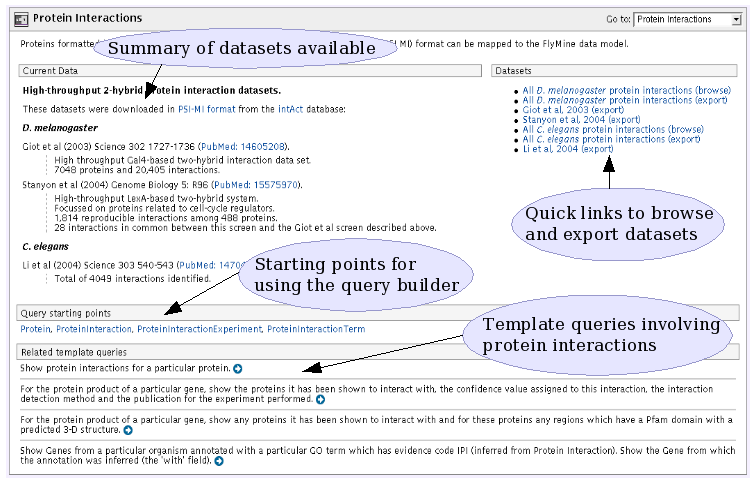 Protein Interactions
Go to: Protein Interactions
Proteins formatted MI) format can be mapped to the FlyMine data model.
Summary of datasets available
Current Data
High-throughput 2-hybrid protein interaction datasets.
These datasets were downloaded in PSI-MI format from the intAct database:
D. melanogaster
Giot et al (2003) Science 302 1727-1736 (PubMed: 14605208).
High throughput Gal4-based two-hybrid interaction data set.
7048 proteins and 20,405 interactions.
Stanyon et al (2004) Genome Biology 5: R96 (PubMed: 15575970).
High-throughput LexA-based two-hybrid system.
Focussed on proteins related to cell-cycle regulators.
1,814 reproducible interactions among 488 proteins.
28 interactions in common between this screen and the Giot et al screen described above.
C. elegans
Li et al (2004) Science 303 540-543 (PubMed: 14704
Total of 4049 interactions identified.
Datasets
All D. melanogaster protein interactions (browse)
All D. melanogaster protein interactions (export)
Giot et al, 2003 (export)
Stanyon et al, 2004 (export)
All C. elegans protein interactions (browse)
All C. elegans protein interactions (export)
Li et al, 2004 (export)
Quick links to browse
and export datasets
Starting points for
using the query builder
Query starting points
Protein, ProteinInteraction, ProteinInteractionExperiment, ProteinInteractionTerm
Template queries involving
protein interactions
Related template queries
Show protein interactions for a particular protein.
For the protein product of a particular gene, show the proteins it has been shown to interact with, the confidence value assigned to this interaction, the interaction
detection method and the publication for the experiment performed.
For the protein product of a particular gene, show any proteins it has been shown to interact with and for these proteins any regions which have a Pfam domain with a
predicted 3-D structure.
Show Genes from a particular organism annotated with a particular GO term which has evidence code IPI (inferred from Protein Interaction). Show the Gene from which
the annotation was inferred (the 'with' field).